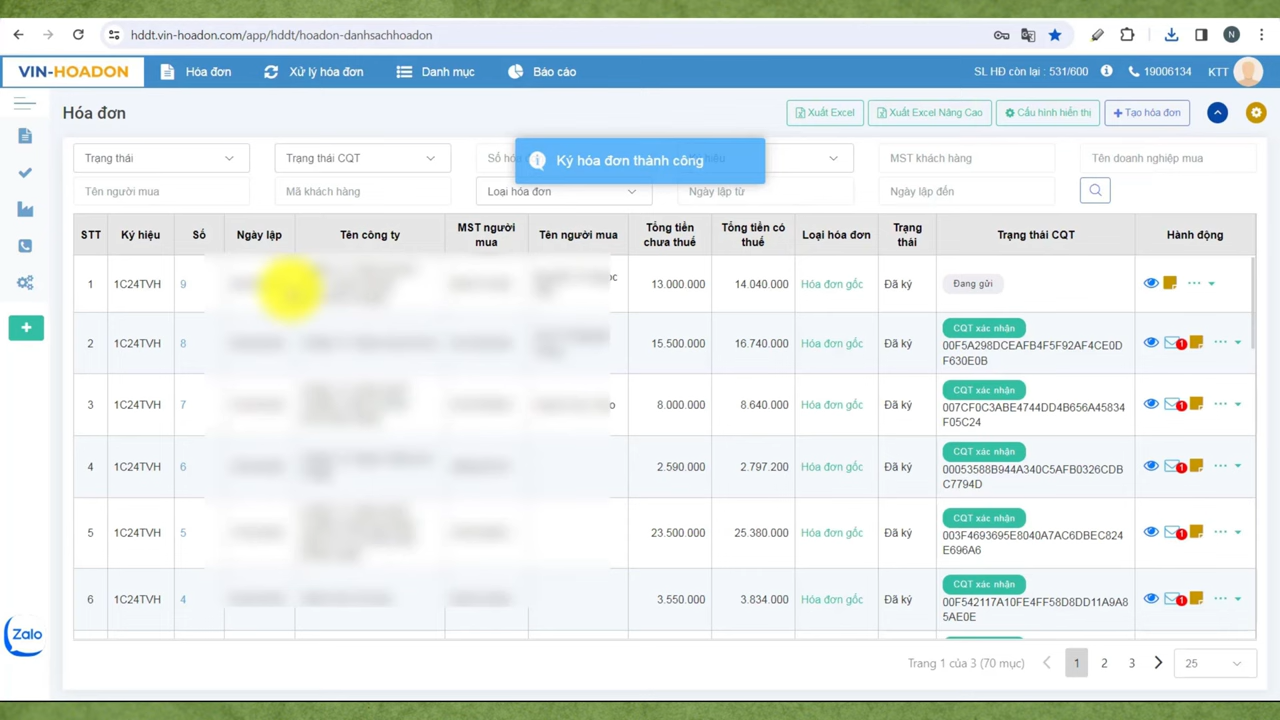 hddt.vin-hoadon.com/app/hddt/hoadon-danhsachhoadon
N
VIN-HOADON Hóa đơn Xử lý hóa đơn Danh mục Báo cáo SL HĐ còn lại : 531/600 19006134 KTT
Hóa đơn Xuất Excel Xuất Excel Nâng Cao Cấu hình hiển thị Tạo hóa đơn
Trạng thái Trạng thái CQT Số hó Ký hóa đơn thành công MST khách hàng Tên doanh nghiệp mua
Tên người mua Mã khách hàng Loại hóa đơn Ngày lập từ Ngày lập đến
STT Ký hiệu Số Ngày lập Tên công ty MST người mua Tên người mua Tổng tiền chưa thuế Tổng tiền có thuế Loại hóa đơn Trạng thái Trạng thái CQT Hành động
1 1C24TVH 9 13.000.000 14.040.000 Hóa đơn gốc Đã ký Đang gửi
2 1C24TVH 8 15.500.000 16.740.000 Hóa đơn gốc Đã ký CQT xác nhận 1
00F5A298DCEAFB4F5F92AF4CE0D
F630E0B
3 1C24TVH 7 8.000.000 8.640.000 Hóa đơn gốc Đã ký CQT xác nhận 1
007CF0C3ABE4744DD4B656A45834
F05C24
4 1C24TVH 6 2.590.000 2.797.200 Hóa đơn gốc Đã ký CQT xác nhận 1
00053588B944A340C5AFB0326CDB
C7794D
5 1C24TVH 5 23.500.000 25.380.000 Hóa đơn gốc Đã ký CQT xác nhận 1
003F4693695E8040A7AC6DBEC824
E696A6
6 1C24TVH 4 3.550.000 3.834.000 Hóa đơn gốc Đã ký CQT xác nhận 1
00F542117A10FE4FF58D8DD11A9A8
5AE0E
Zalo
Trang 1 của 3 (70 mục) 1 2 3 25